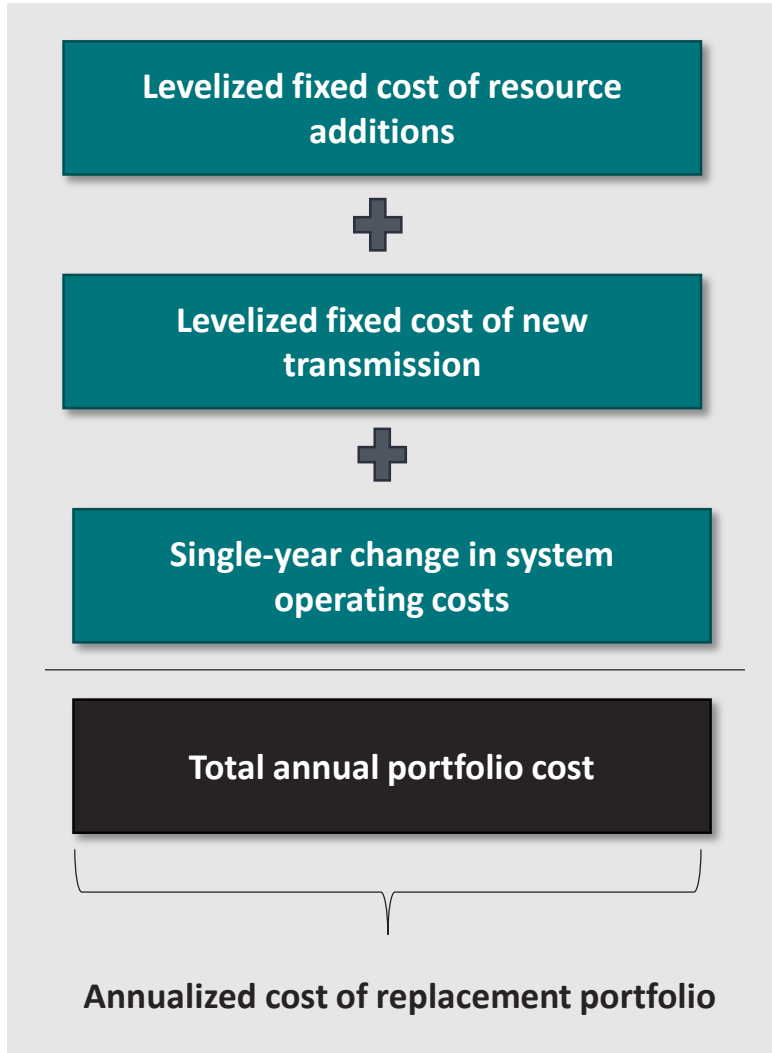 Levelized fixed cost of resource
additions
Levelized fixed cost of new
transmission
Single-year change in system
operating costs
Total annual portfolio cost
Annualized cost of replacement portfolio